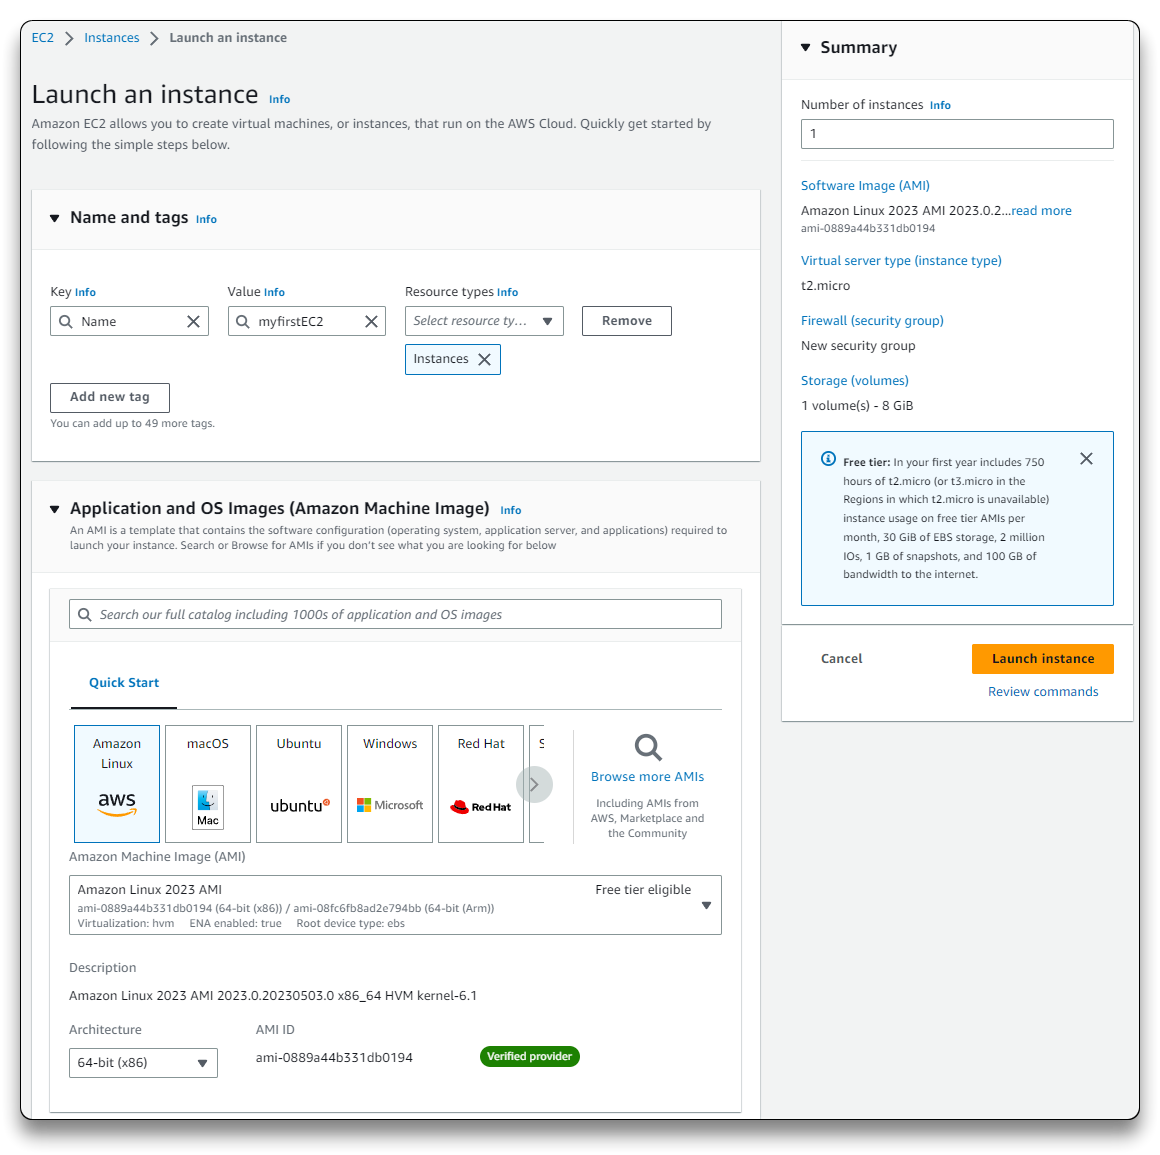 EC2 > Instances > Launch an instance
Launch an instance Info
Amazon EC2 allows you to create virtual machines, or instances, that run on the AWS Cloud. Quickly get started by
following the simple steps below.
Name and tags Info
Key Info
Value Info
Resource types Info
Name
myfirstEC2
Select resource ty...
Remove
Instances
Add new tag
You can add up to 49 more tags.
Application and OS Images (Amazon Machine Image) Info
An AMI is a template that contains the software configuration (operating system, application server, and applications) required to
launch your instance. Search or Browse for AMIs if you don't see what you are looking for below
Search our full catalog including 1000s of application and OS images
Quick Start
Amazon
Linux
aws
macOS
Mac
Ubuntu
ubuntu
Windows
Microsoft
Red Hat
Red Hat
S
Browse more AMIs
Including AMIs from
AWS, Marketplace and
the Community
Amazon Machine Image (AMI)
Amazon Linux 2023 AMI
Free tier eligible
ami-0889a44b331db0194 (64-bit (x86)) / ami-08fc6fb8ad2e794bb (64-bit (Arm))
Virtualization: hvm ENA enabled: true Root device type: ebs
Description
Amazon Linux 2023 AMI 2023.0.20230503.0 x86_64 HVM kernel-6.1
Architecture
AMI ID
64-bit (x86)
ami-0889a44b331db0194
Verified provider
Summary
Number of instances Info
1
Software Image (AMI)
Amazon Linux 2023 AMI 2023.0.2...read more
ami-0889a44b331db0194
Virtual server type (instance type)
t2.micro
Firewall (security group)
New security group
Storage (volumes)
1 volume(s) - 8 GiB
Free tier: In your first year includes 750
hours of t2.micro (or t3.micro in the
Regions in which t2.micro is unavailable)
instance usage on free tier AMIs per
month, 30 GiB of EBS storage, 2 million
IOs, 1 GB of snapshots, and 100 GB of
bandwidth to the internet.
Cancel
Launch instance
Review commands